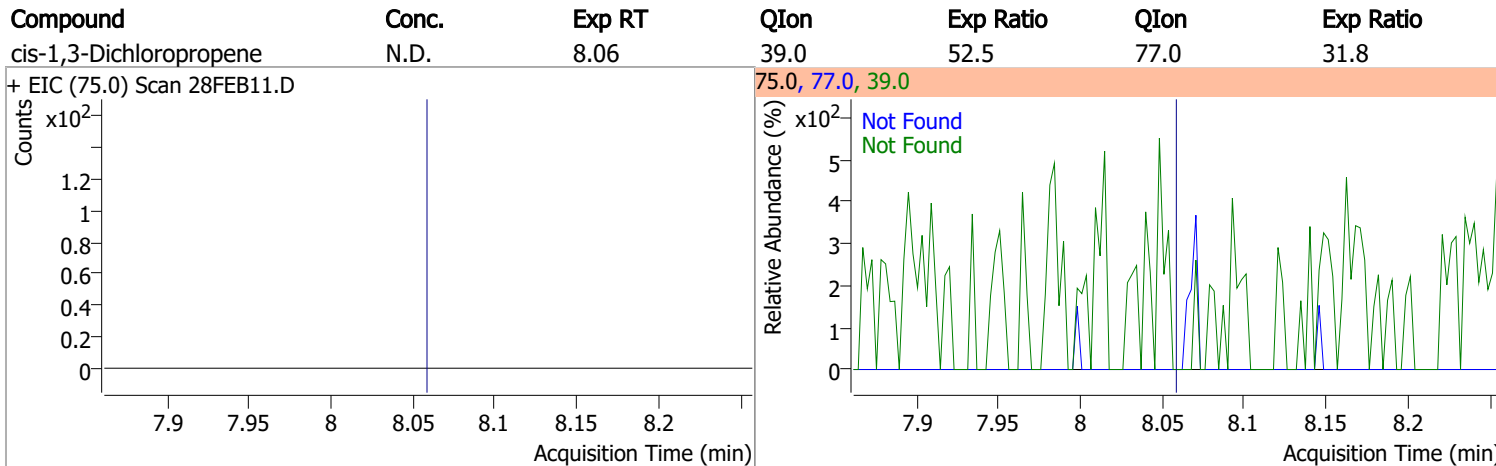 Compound Conc. Exp RT QIon Exp Ratio QIon Exp Ratio
cis-1,3-Dichloropropene N.D. 8.06 39.0 52.5 77.0 31.8
+ EIC (75.0) Scan 28FEB11.D
Counts
x10²
1.2
1
0.8
0.6
0.4
0.2
0
7.9 7.95 8 8.05 8.1 8.15 8.2
Acquisition Time (min)
75.0, 77.0, 39.0
Relative Abundance (%)
x10²
Not Found
Not Found
5
4
3
2
1
0
7.9 7.95 8 8.05 8.1 8.15 8.2
Acquisition Time (min)